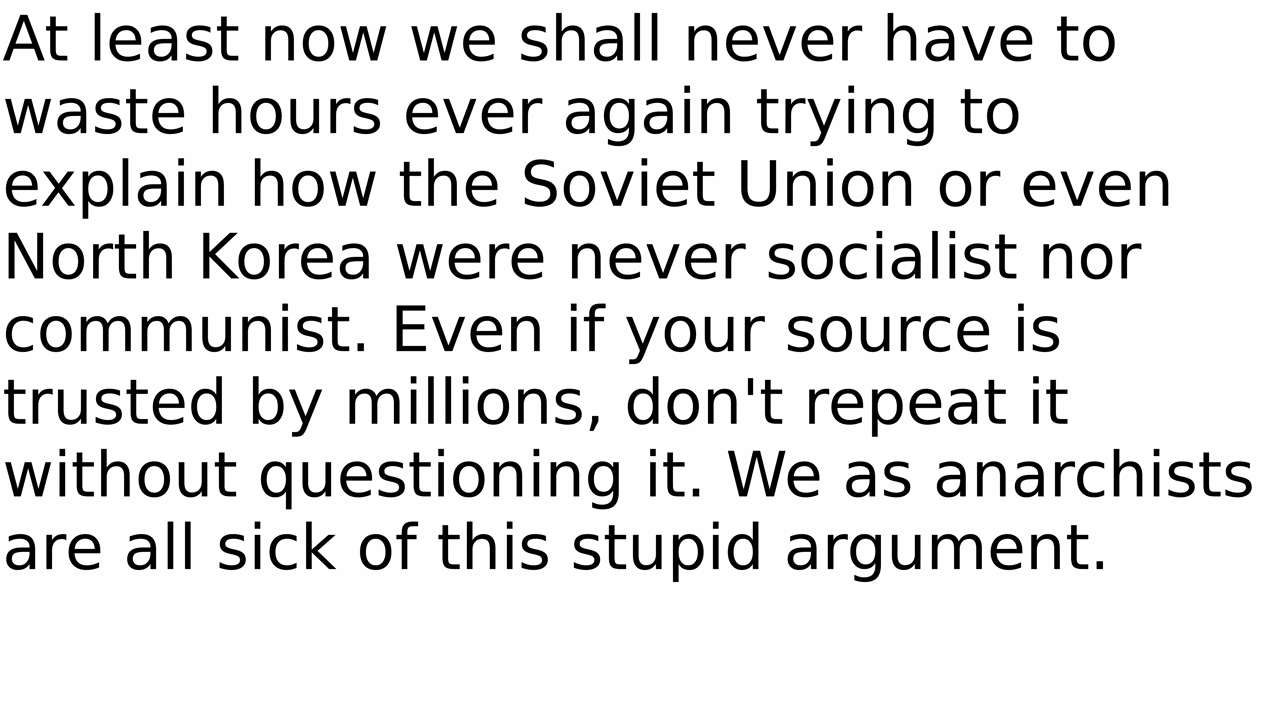 At least now we shall never have to
waste hours ever again trying to
explain how the Soviet Union or even
North Korea were never socialist nor
communist. Even if your source is
trusted by millions, don't repeat it
without questioning it. We as anarchists
are all sick of this stupid argument.